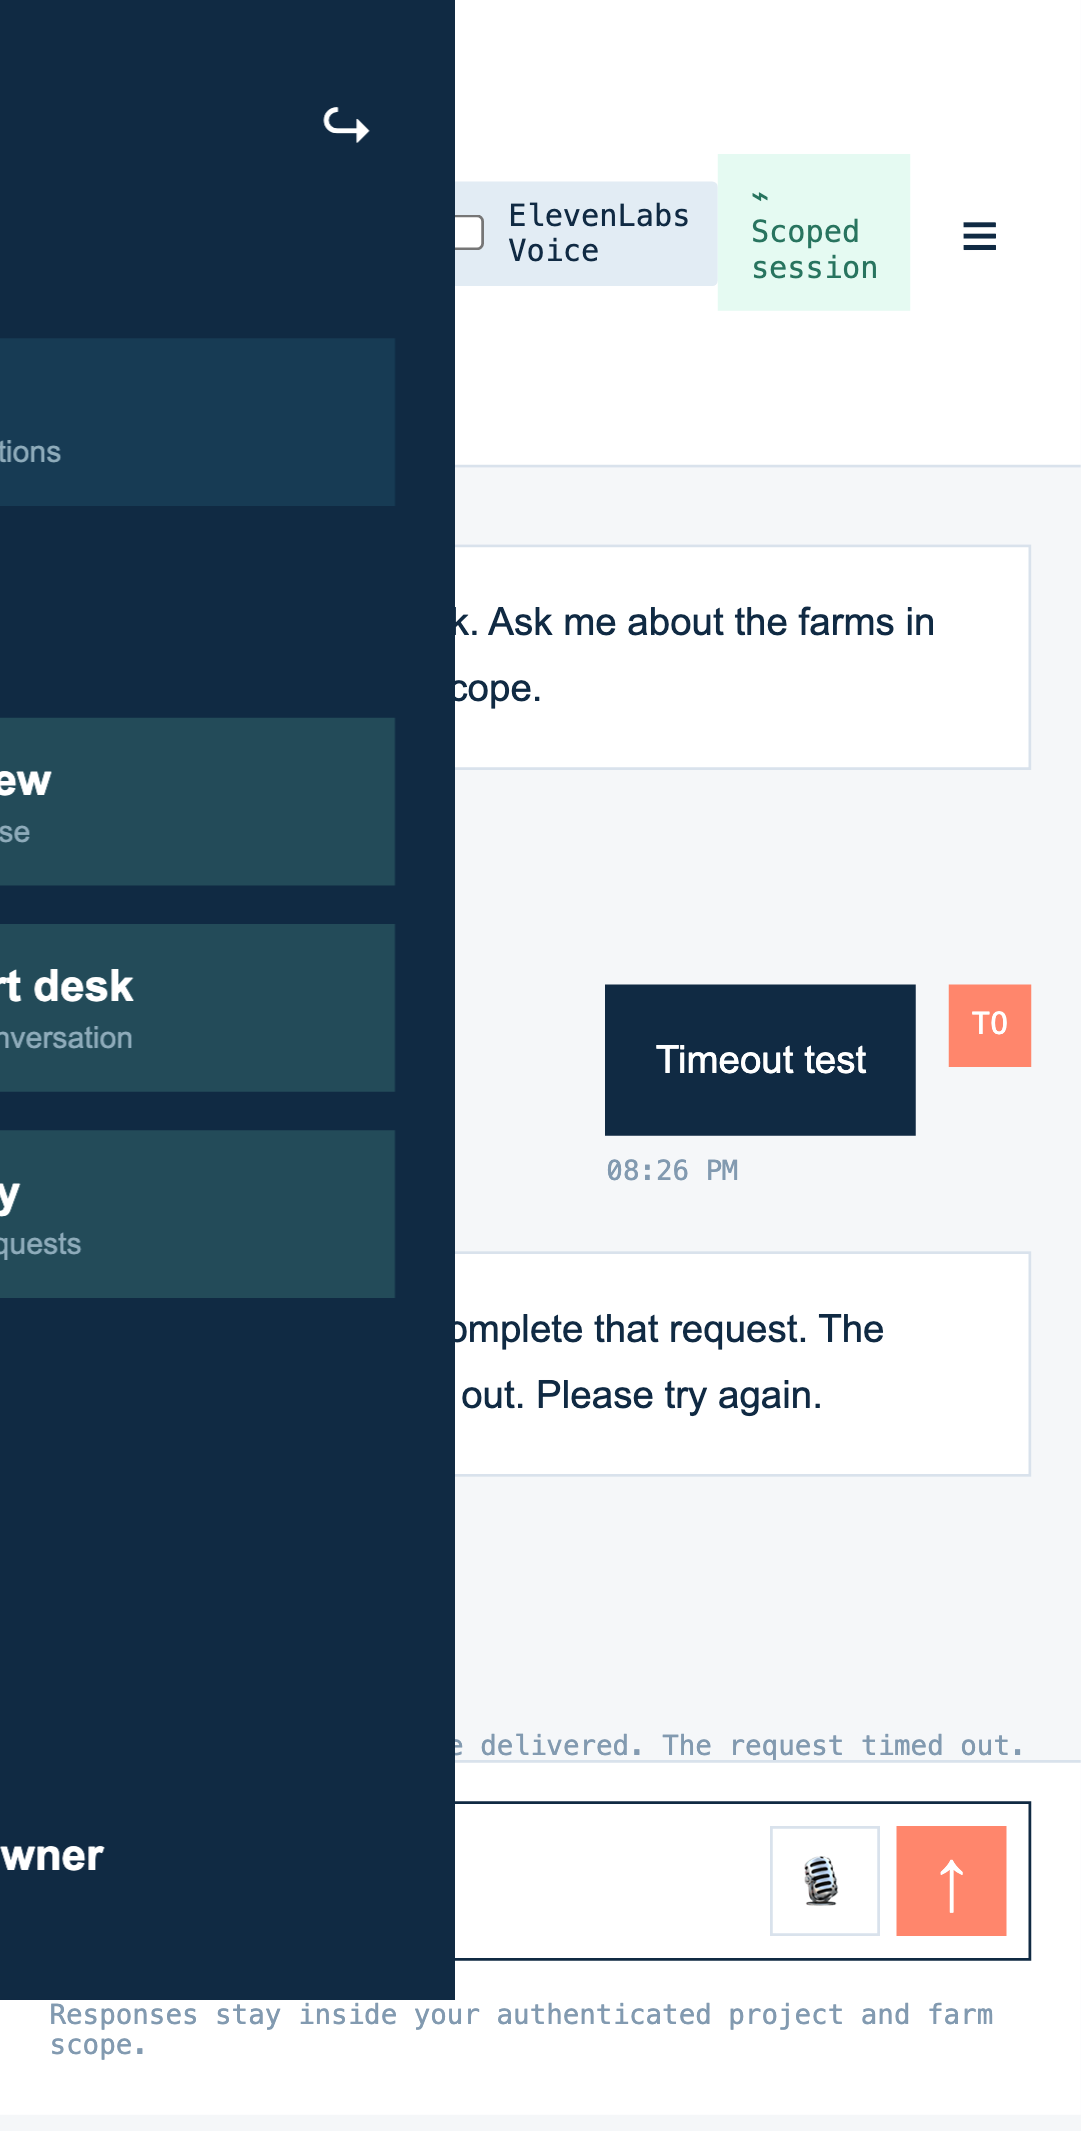 ElevenLabs
Voice
Scoped
session
tions
k. Ask me about the farms in
cope.
ew
se
rt desk
nversation
Timeout test
TO
08:26 PM
y
quests
omplete that request. The
out. Please try again.
e delivered. The request timed out.
wner
Responses stay inside your authenticated project and farm
scope.